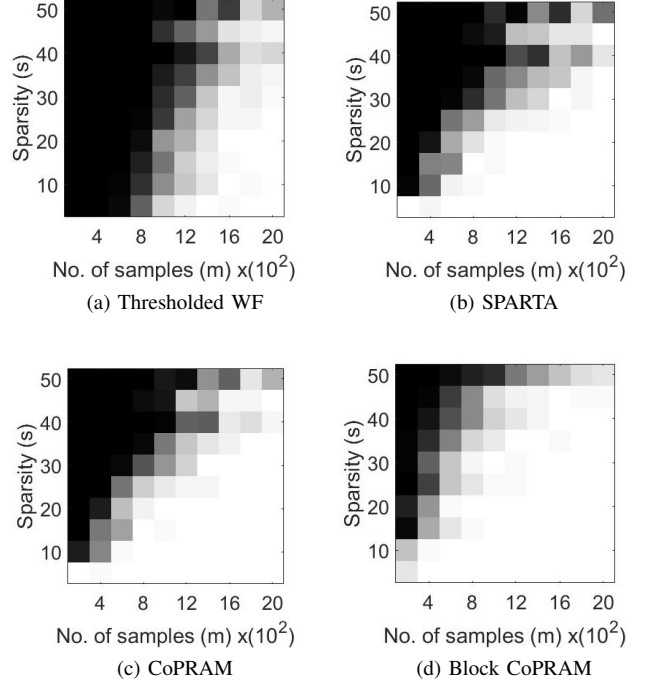 50
40
30
20
10
Sparsity (s)
4 8 12 16 20
No. of samples (m) x(10²)
(a) Thresholded WF
50
40
30
20
10
Sparsity (s)
4 8 12 16 20
No. of samples (m) x(10²)
(b) SPARTA
50
40
30
20
10
Sparsity (s)
4 8 12 16 20
No. of samples (m) x(10²)
(c) CoPRAM
50
40
30
20
10
Sparsity (s)
4 8 12 16 20
No. of samples (m) x(10²)
(d) Block CoPRAM